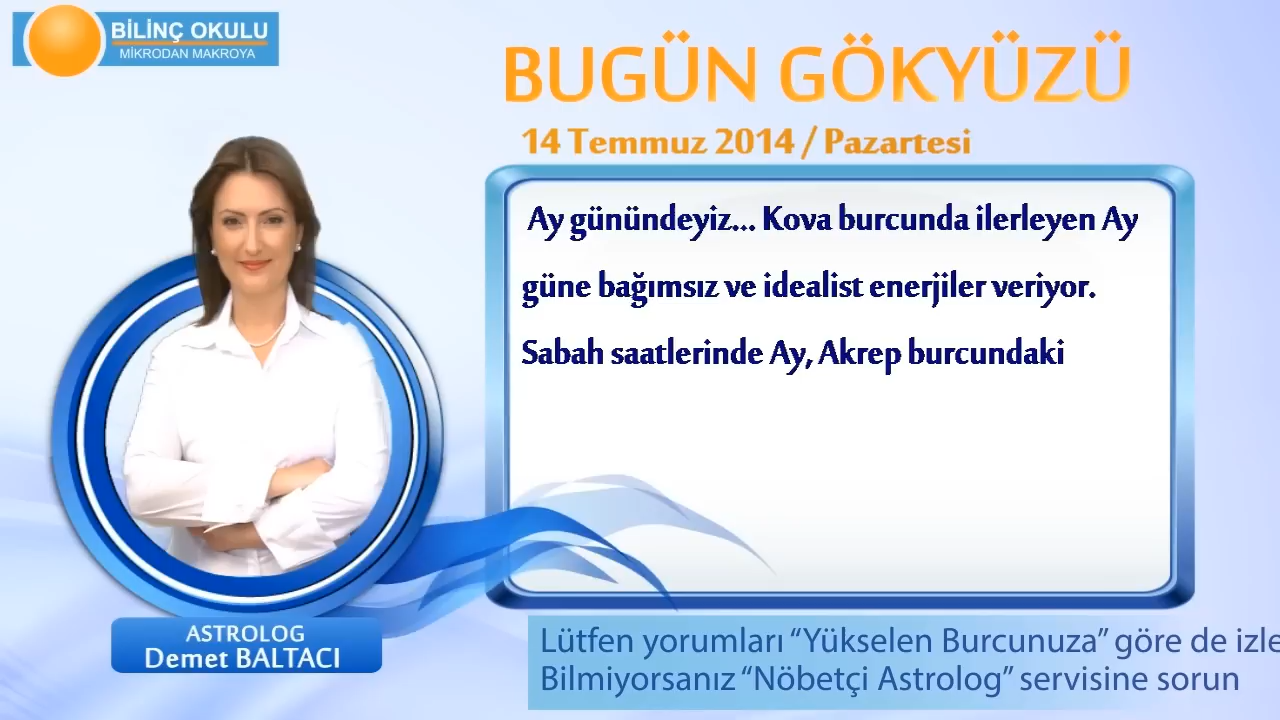 BİLİNÇ OKULU
MİKRODAN MAKROYA
BUGÜN GÖKYÜZÜ
14 Temmuz 2014 / Pazartesi
Ay günündeyiz... Kova burcunda ilerleyen Ay
güne bağımsız ve idealist enerjiler veriyor.
Sabah saatlerinde Ay, Akrep burcundaki
ASTROLOG
Demet BALTACI
Lütfen yorumları “Yükselen Burcunuza” göre de izle
Bilmiyorsanız “Nöbetçi Astrolog” servisine sorun